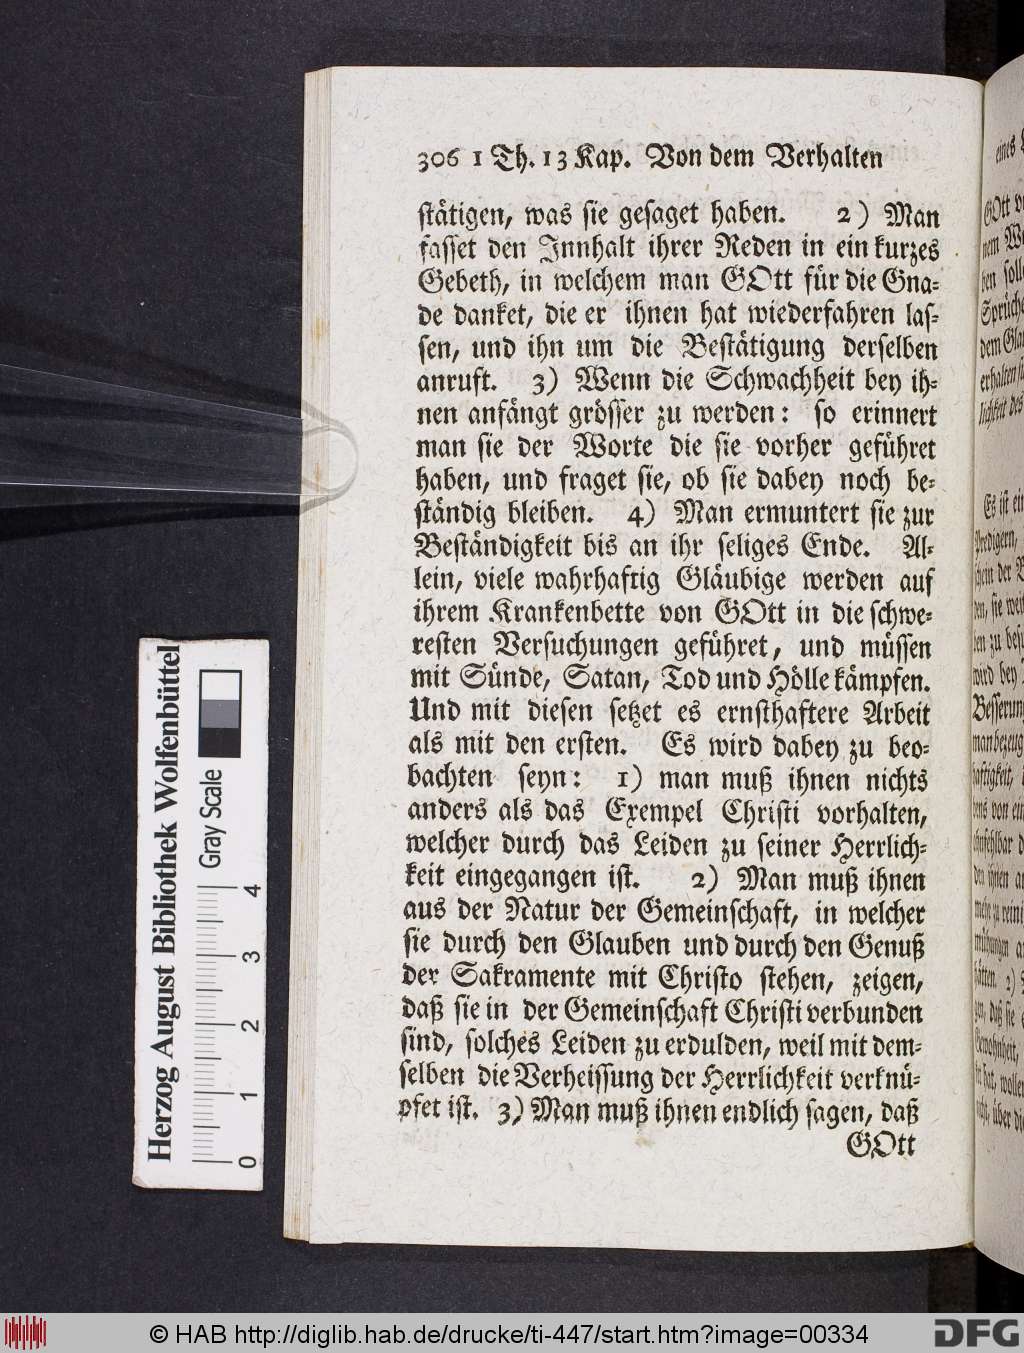 306 1 Th. 13 Kap. Von dem Verhalten
stätigen, was sie gesaget haben. 2) Man
fasset den Innhalt ihrer Reden in ein kurzes
Gebeth, in welchem man GOtt für die Gna-
de danket, die er ihnen hat wiederfahren las-
sen, und ihn um die Bestätigung derselben
anruft. 3) Wenn die Schwachheit bey ih-
nen anfängt grösser zu werden: so erinnert
man sie der Worte die sie vorher geführet
haben, und fraget sie, ob sie dabey noch be-
ständig bleiben. 4) Man ermuntert sie zur
Beständigkeit bis an ihr seliges Ende. Al-
lein, viele wahrhaftig Gläubige werden auf
ihrem Krankenbette von GOtt in die schwe-
resten Versuchungen geführet, und müssen
mit Sünde, Satan, Tod und Hölle kämpfen.
Und mit diesen setzet es ernsthaftere Arbeit
als mit den ersten. Es wird dabey zu beo-
bachten seyn: 1) man muß ihnen nichts
anders als das Exempel Christi vorhalten,
welcher durch das Leiden zu seiner Herrlich-
keit eingegangen ist. 2) Man muß ihnen
aus der Natur der Gemeinschaft, in welcher
sie durch den Glauben und durch den Genuß
der Sakramente mit Christo stehen, zeigen,
daß sie in der Gemeinschaft Christi verbunden
sind, solches Leiden zu erdulden, weil mit dem-
selben die Verheissung der Herrlichkeit verknü-
pfet ist. 3) Man muß ihnen endlich sagen, daß
GOtt
Herzog August Bibliothek Wolfenbüttel
Gray Scale
0 1 2 3 4
© HAB http://diglib.hab.de/drucke/ti-447/start.htm?image=00334
DFG